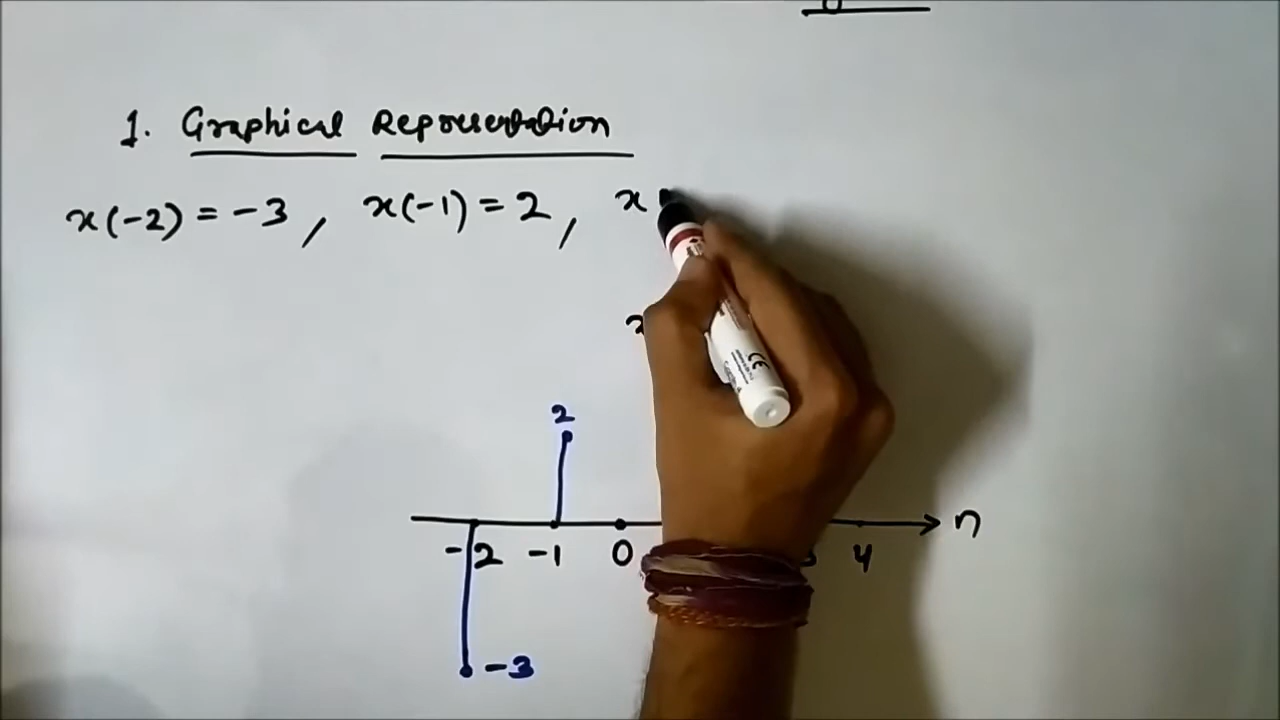 1. Graphical Representation
x(-2) = -3, x(-1) = 2, x
2
n
-2 -1 0 4
-3